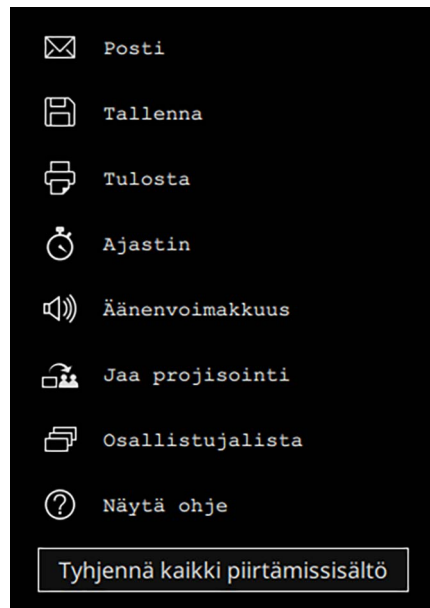 Posti
Tallenna
Tulosta
Ajastin
Äänenvoimakkuus
Jaa projisointi
Osallistujalista
Näytä ohje
Tyhjennä kaikki piirtämissisältö